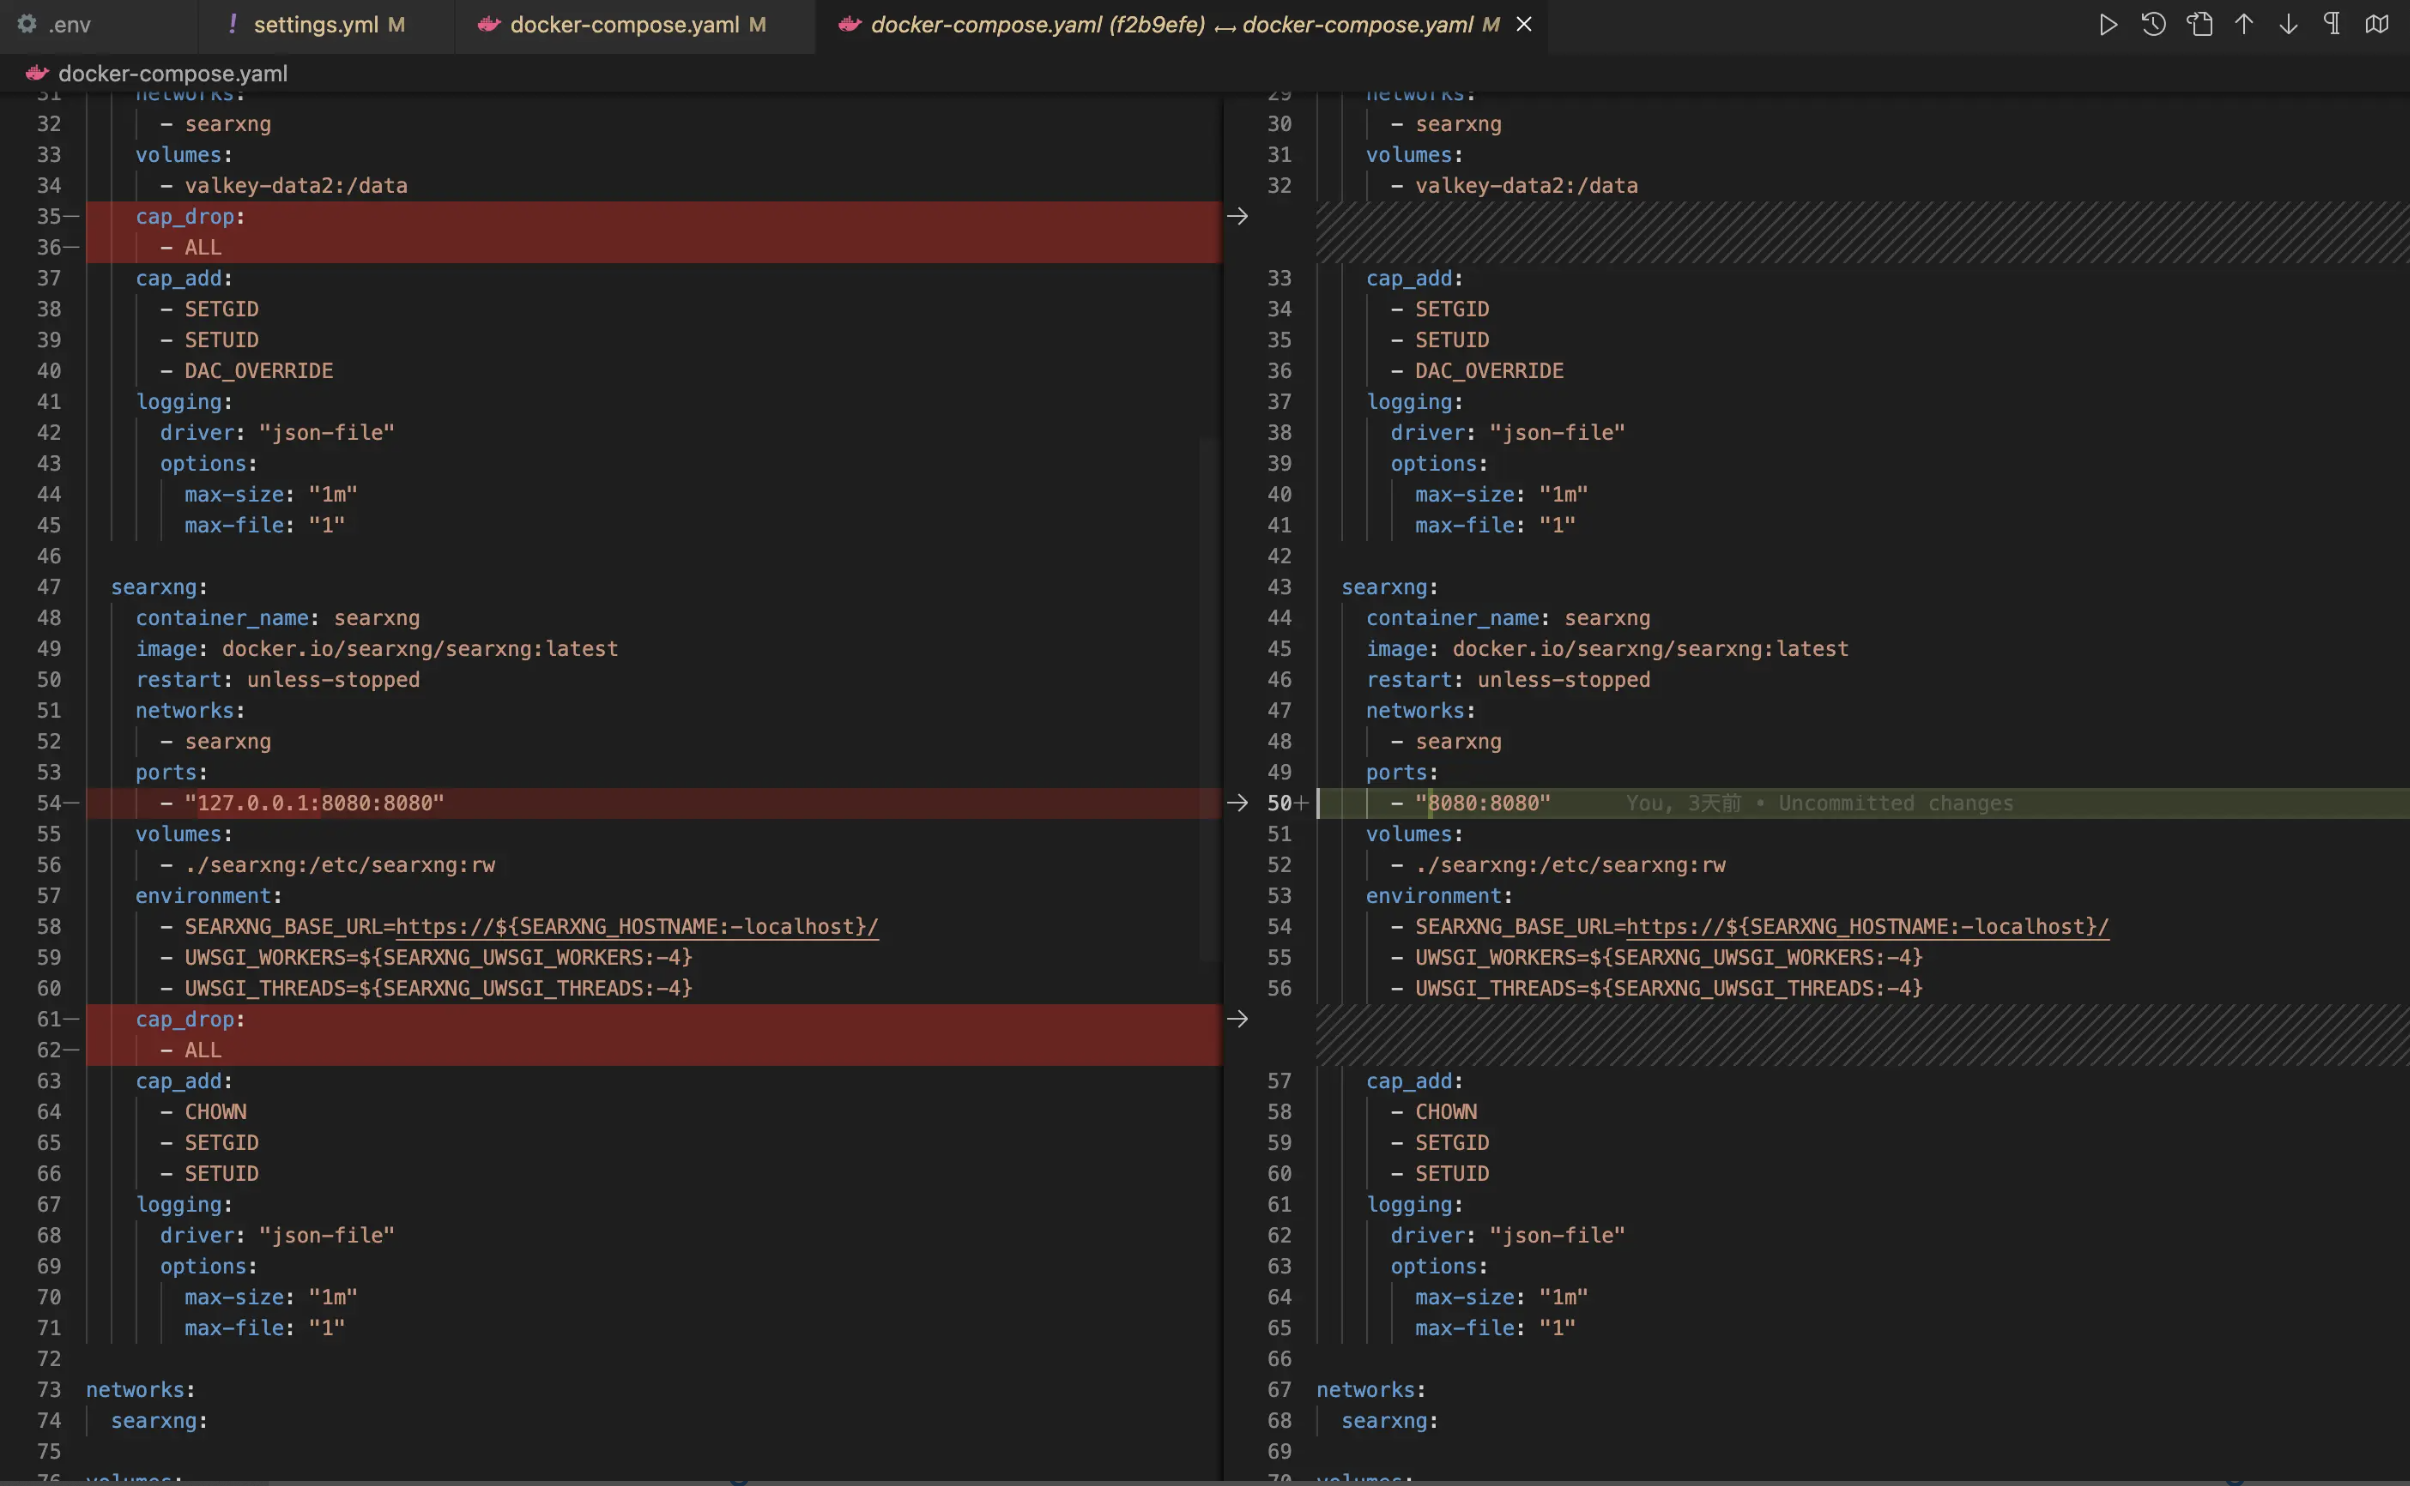 .env
! settings.yml M
docker-compose.yaml M
docker-compose.yaml (f2b9efe) ↔ docker-compose.yaml M
docker-compose.yaml
31 networks:
32 - searxng
33 volumes:
34 - valkey-data2:/data
35— cap_drop:
36— - ALL
37 cap_add:
38 - SETGID
39 - SETUID
40 - DAC_OVERRIDE
41 logging:
42 driver: "json-file"
43 options:
44 max-size: "1m"
45 max-file: "1"
46
47 searxng:
48 container_name: searxng
49 image: docker.io/searxng/searxng:latest
50 restart: unless-stopped
51 networks:
52 - searxng
53 ports:
54— - "127.0.0.1:8080:8080"
55 volumes:
56 - ./searxng:/etc/searxng:rw
57 environment:
58 - SEARXNG_BASE_URL=https://${SEARXNG_HOSTNAME:-localhost}/
59 - UWSGI_WORKERS=${SEARXNG_UWSGI_WORKERS:-4}
60 - UWSGI_THREADS=${SEARXNG_UWSGI_THREADS:-4}
61— cap_drop:
62— - ALL
63 cap_add:
64 - CHOWN
65 - SETGID
66 - SETUID
67 logging:
68 driver: "json-file"
69 options:
70 max-size: "1m"
71 max-file: "1"
72
73 networks:
74 searxng:
75
76 volumes:
29 networks:
30 - searxng
31 volumes:
32 - valkey-data2:/data
33 cap_add:
34 - SETGID
35 - SETUID
36 - DAC_OVERRIDE
37 logging:
38 driver: "json-file"
39 options:
40 max-size: "1m"
41 max-file: "1"
42
43 searxng:
44 container_name: searxng
45 image: docker.io/searxng/searxng:latest
46 restart: unless-stopped
47 networks:
48 - searxng
49 ports:
50+ - "8080:8080" You, 3天前 • Uncommitted changes
51 volumes:
52 - ./searxng:/etc/searxng:rw
53 environment:
54 - SEARXNG_BASE_URL=https://${SEARXNG_HOSTNAME:-localhost}/
55 - UWSGI_WORKERS=${SEARXNG_UWSGI_WORKERS:-4}
56 - UWSGI_THREADS=${SEARXNG_UWSGI_THREADS:-4}
57 cap_add:
58 - CHOWN
59 - SETGID
60 - SETUID
61 logging:
62 driver: "json-file"
63 options:
64 max-size: "1m"
65 max-file: "1"
66
67 networks:
68 searxng:
69
70 volumes: